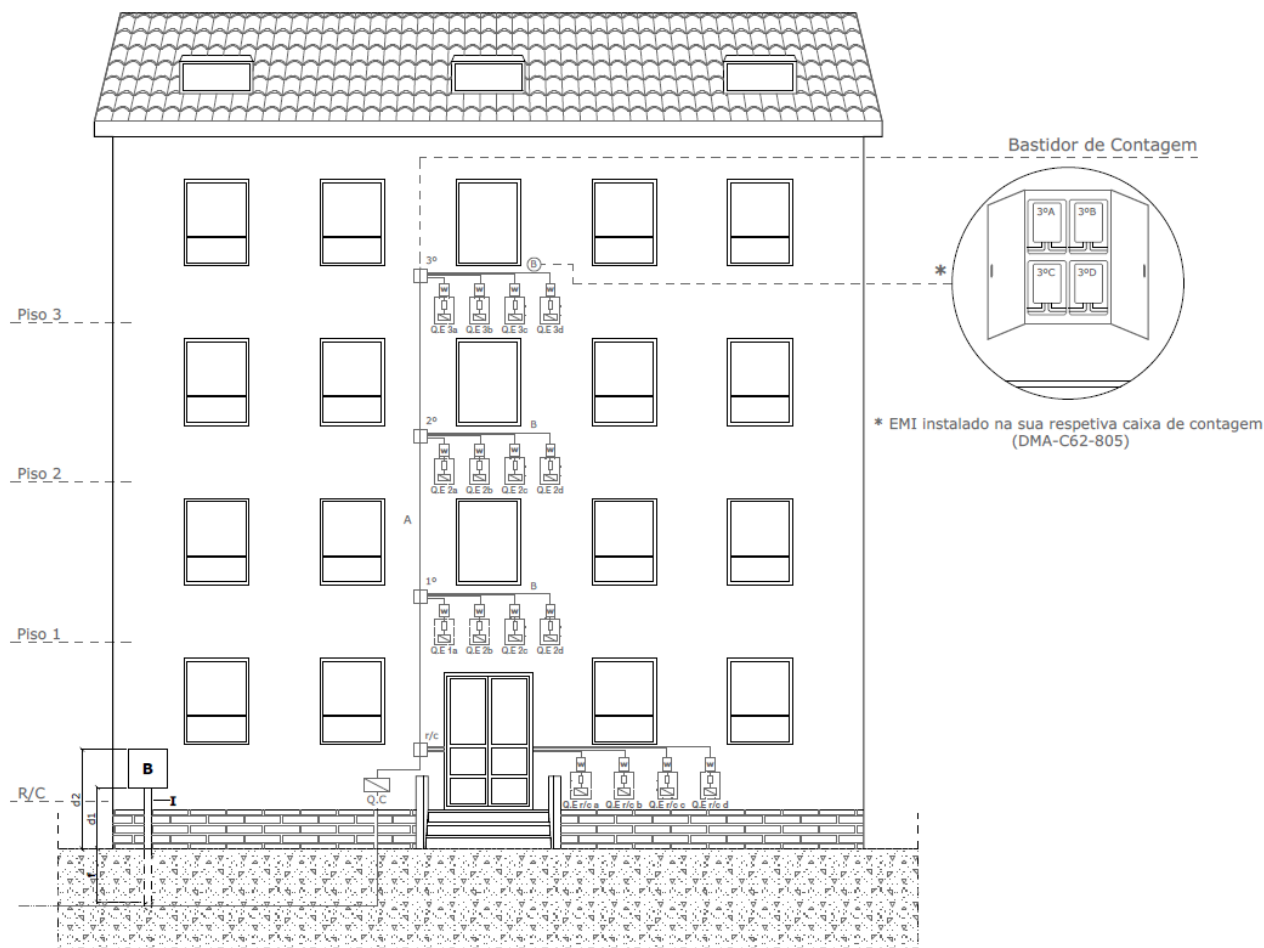 Bastidor de Contagem
3ºA 3ºB
3ºC 3ºD
*
* EMI instalado na sua respetiva caixa de contagem
(DMA-C62-805)
3º
B
W W W W
Q.E 3a Q.E 3b Q.E 3c Q.E 3d
Piso 3
2º
B
W W W W
Q.E 2a Q.E 2b Q.E 2c Q.E 2d
Piso 2
A
1º
B
W W W W
Q.E 1a Q.E 2b Q.E 2c Q.E 2d
Piso 1
r/c
W W W W
Q.E r/c a Q.E r/c b Q.E r/c c Q.E r/c d
Q.C
B
I
R/C
d2
d1